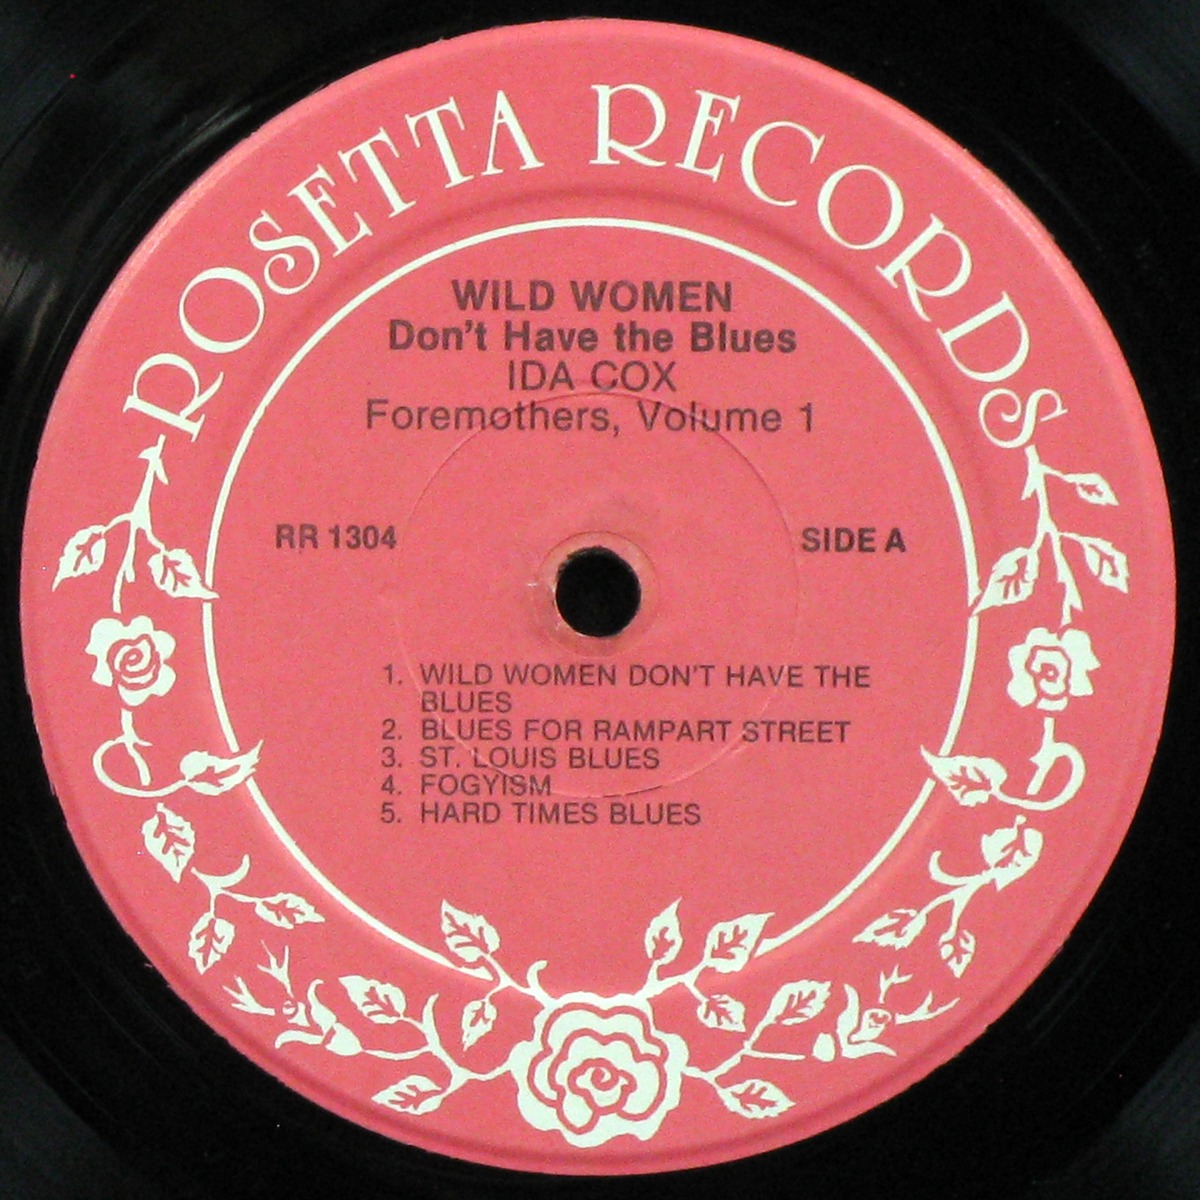 ROSETTA RECORDS
WILD WOMEN
Don't Have the Blues
IDA COX
Foremothers, Volume 1
RR 1304
SIDE A
1. WILD WOMEN DON'T HAVE THE
BLUES
2. BLUES FOR RAMPART STREET
3. ST. LOUIS BLUES
4. FOGYISM
5. HARD TIMES BLUES